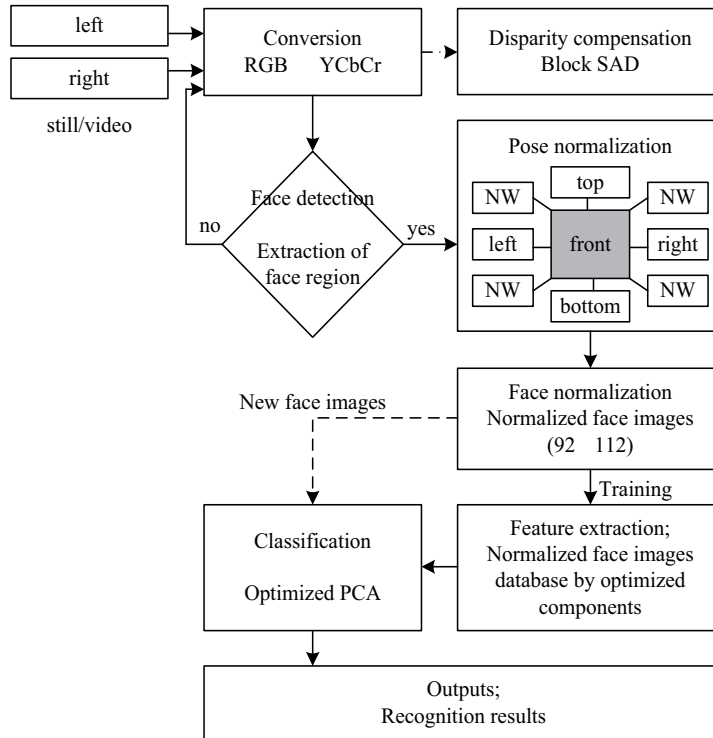 left
right
still/video
Conversion
RGB YCbCr
Disparity compensation
Block SAD
Face detection
Extraction of
face region
no
yes
Pose normalization
NW
top
NW
left
front
right
NW
bottom
NW
Face normalization
Normalized face images
(92 112)
New face images
Training
Classification
Optimized PCA
Feature extraction;
Normalized face images
database by optimized
components
Outputs;
Recognition results